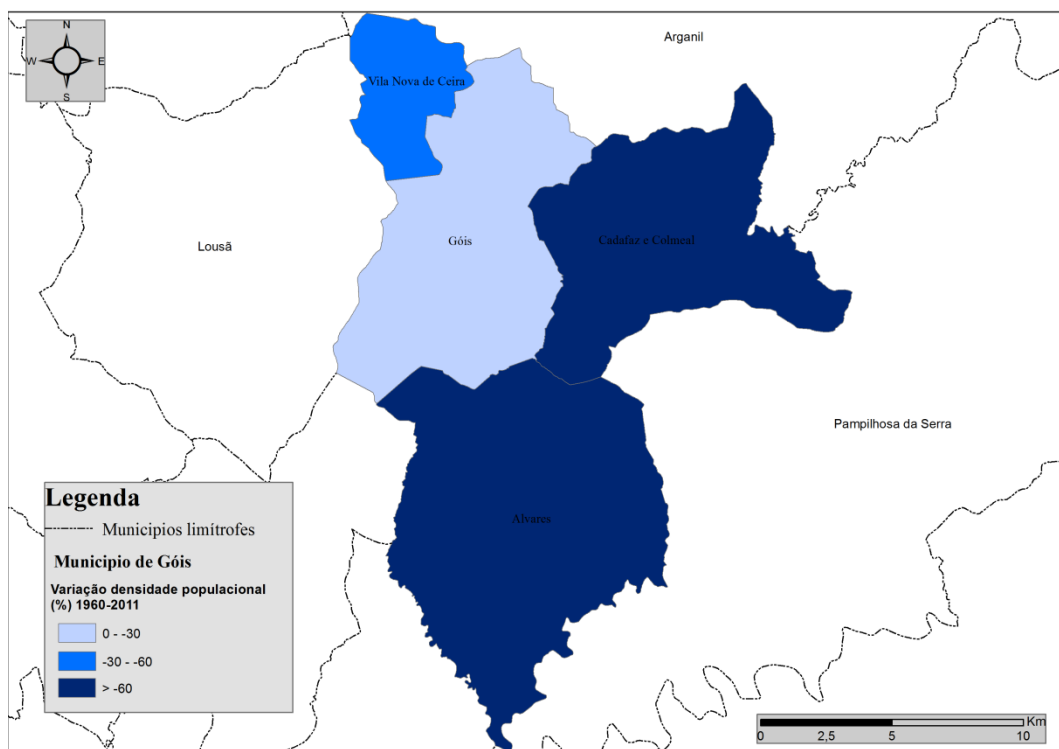 N
W E
S
Arganil
Vila Nova de Ceira
Góis
Cadafaz e Colmeal
Lousã
Pampilhosa da Serra
Alvares
Legenda
Municipios limítrofes
Municipio de Góis
Variação densidade populacional
(%) 1960-2011
0 - -30
-30 - -60
> -60
Km
0 2,5 5 10